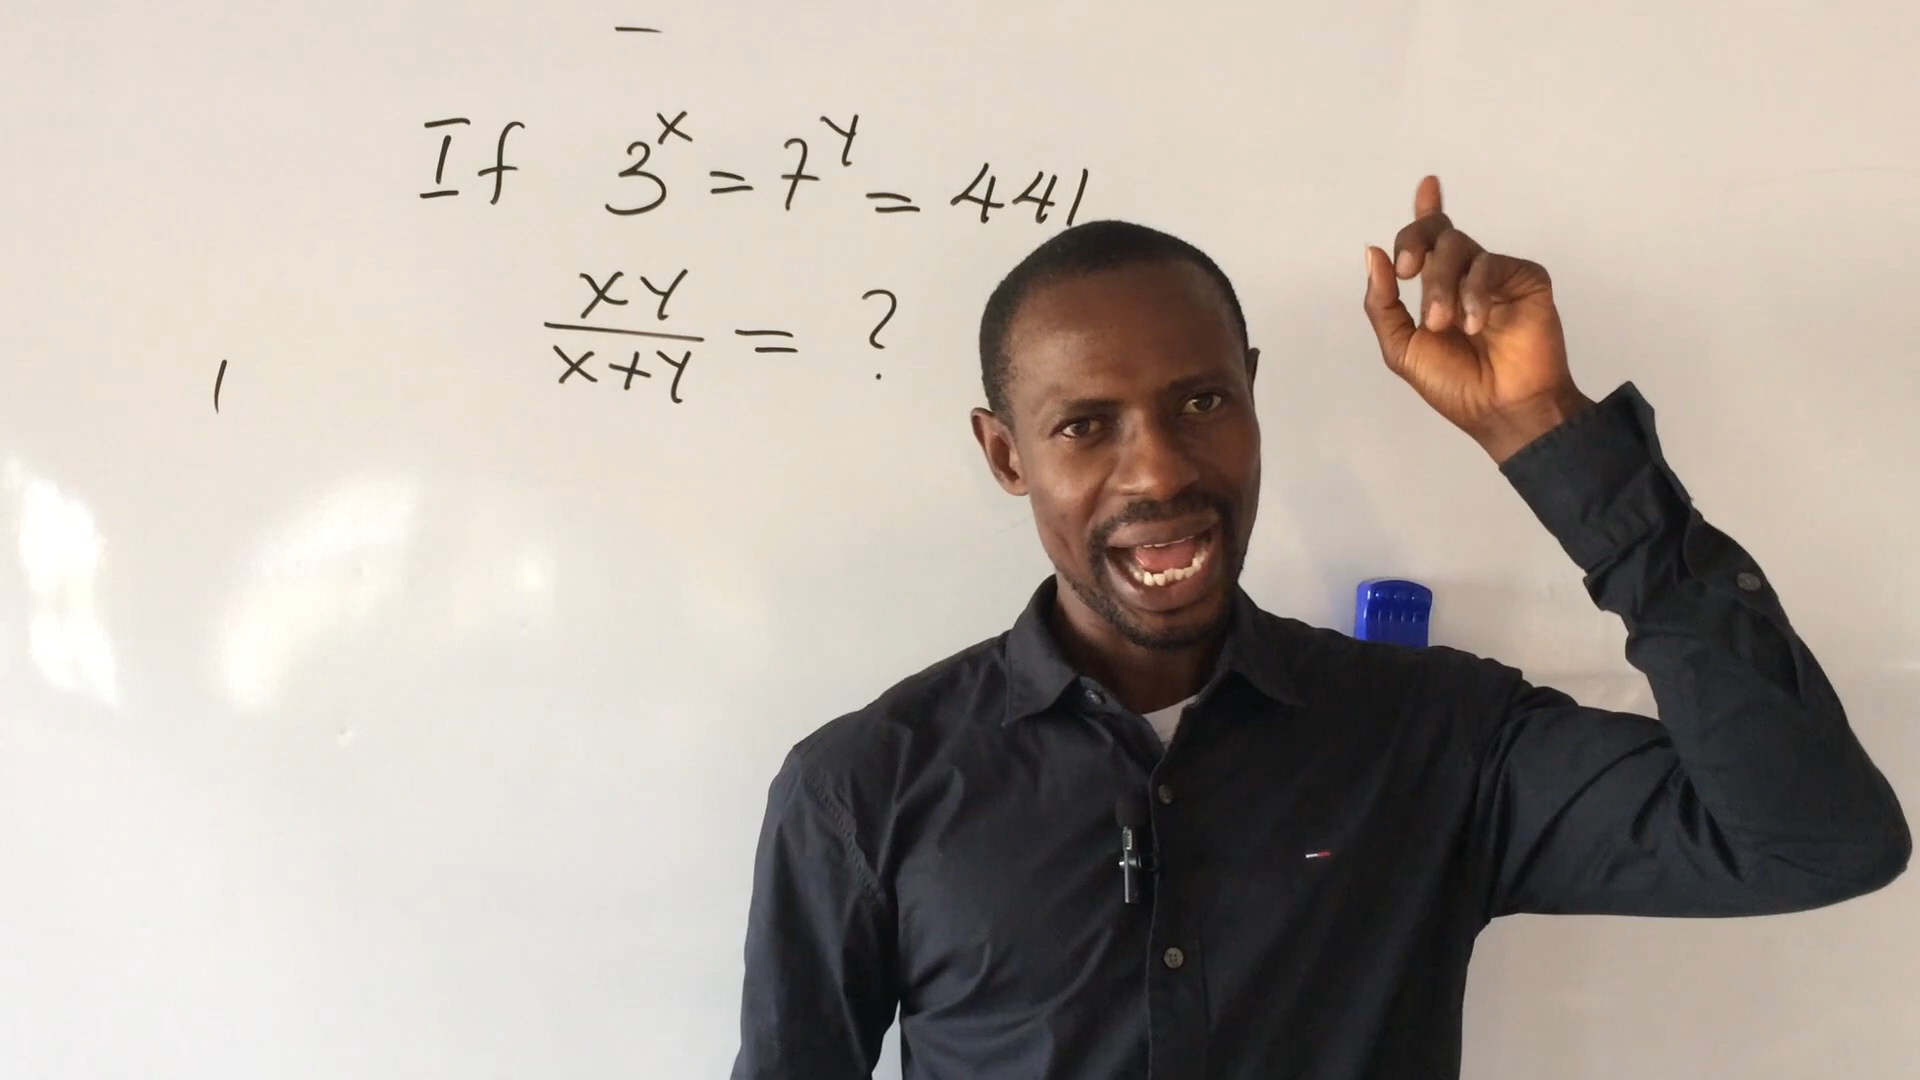 If 3^x = 7^y = 441
xy/x+y = ?